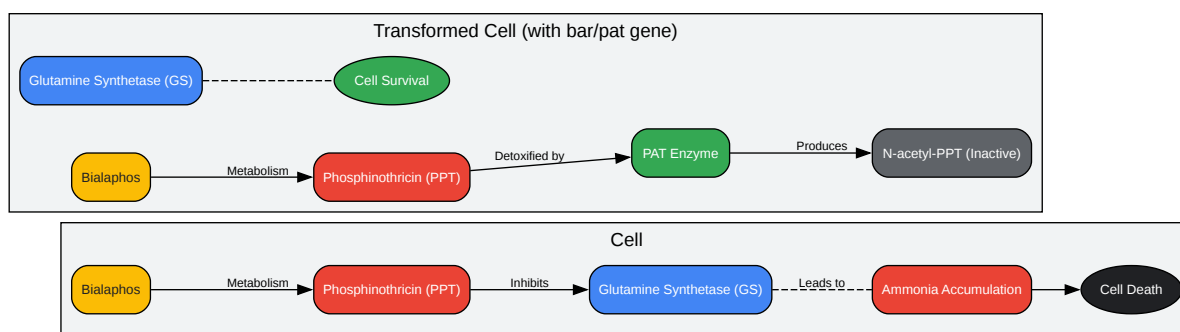 Transformed Cell (with bar/pat gene)
Glutamine Synthetase (GS)
Cell Survival
Bialaphos
Metabolism
Phosphinothricin (PPT)
Detoxified by
PAT Enzyme
Produces
N-acetyl-PPT (Inactive)
Cell
Bialaphos
Metabolism
Phosphinothricin (PPT)
Inhibits
Glutamine Synthetase (GS)
Leads to
Ammonia Accumulation
Cell Death